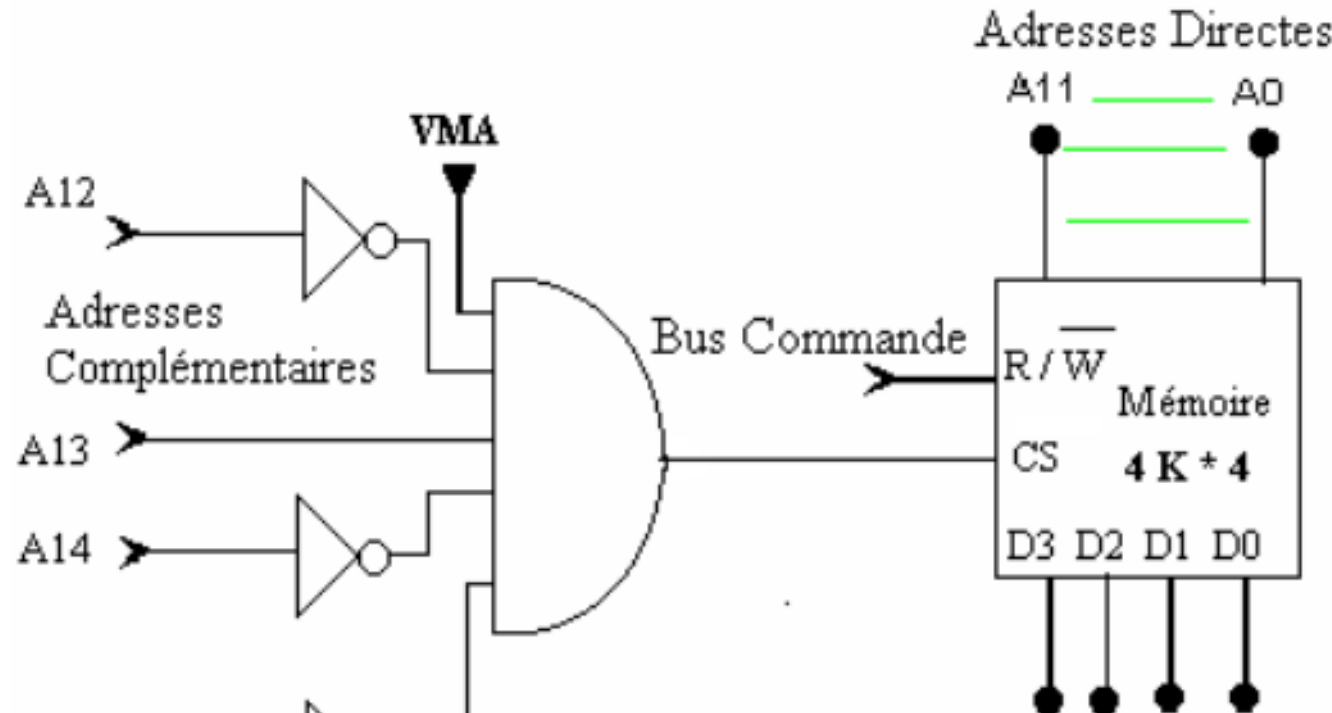 Adresses Directes
A11 A0
VMA
A12
Adresses
Complémentaires
Bus Commande
R / W̅
Mémoire
A13
CS
4 K * 4
A14
D3 D2 D1 D0